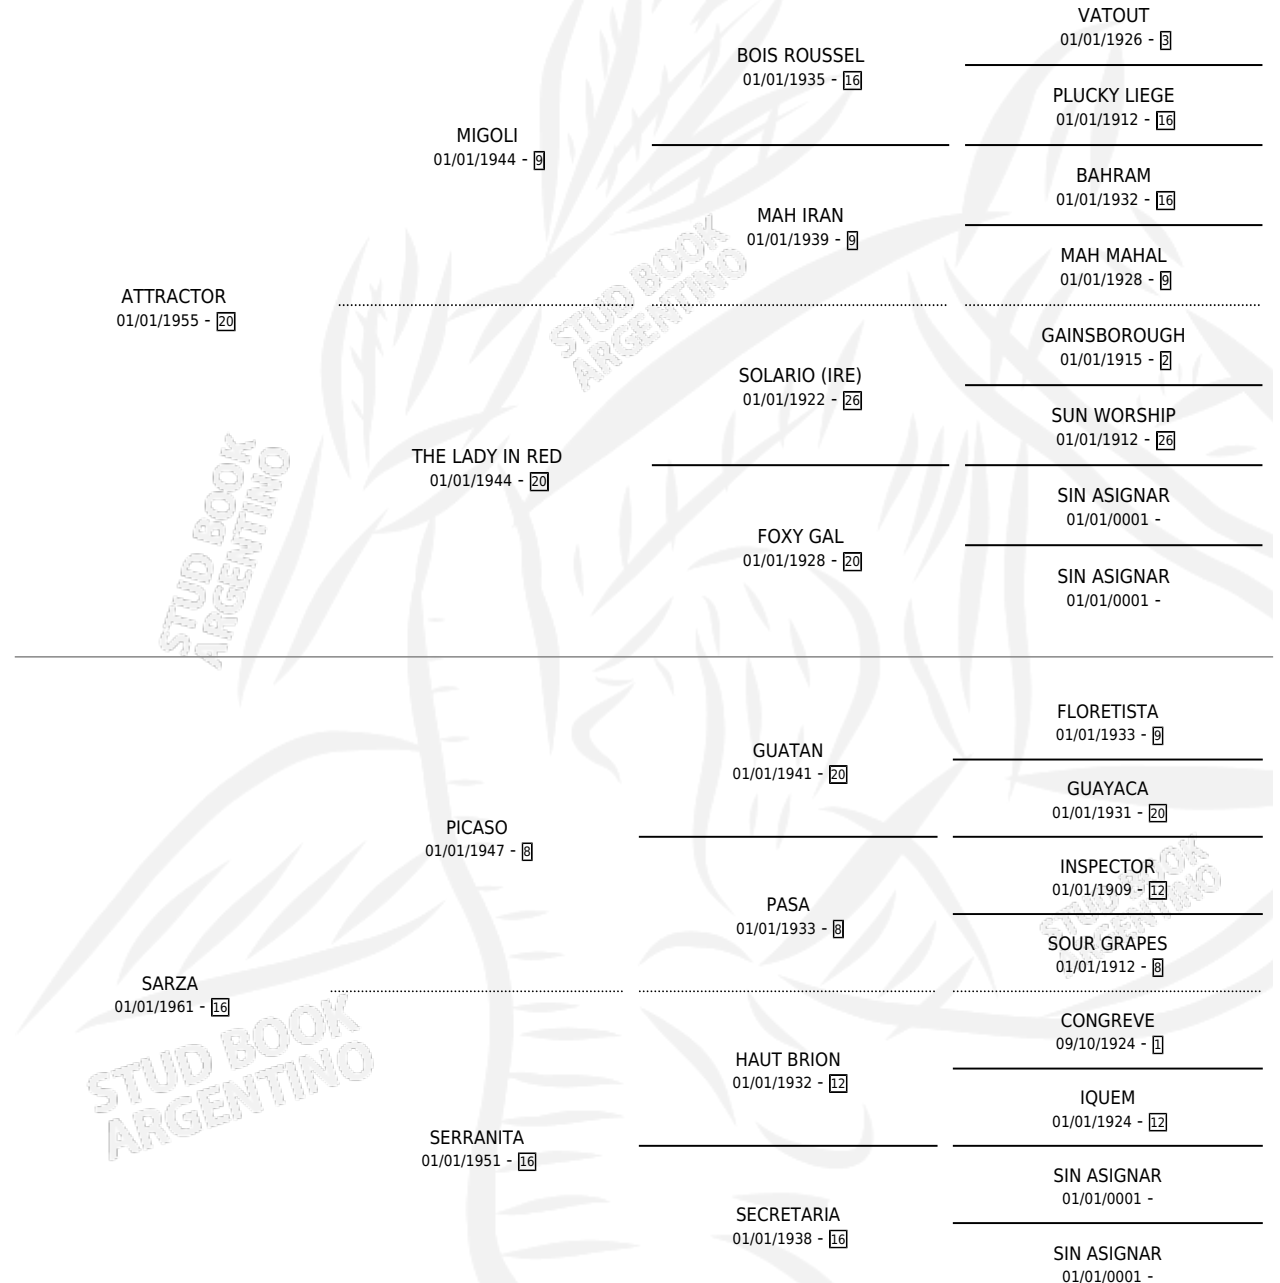 VATOUT
01/01/1926 - 3
BOIS ROUSSEL
01/01/1935 - 16
PLUCKY LIEGE
01/01/1912 - 16
MIGOLI
01/01/1944 - 9
BAHRAM
01/01/1932 - 16
MAH IRAN
01/01/1939 - 9
MAH MAHAL
01/01/1928 - 9
STUD BOOK
ARGENTINO
ATTRACTOR
01/01/1955 - 20
GAINSBOROUGH
01/01/1915 - 2
SOLARIO (IRE)
01/01/1922 - 26
SUN WORSHIP
01/01/1912 - 26
THE LADY IN RED
01/01/1944 - 20
SIN ASIGNAR
01/01/0001 -
FOXY GAL
01/01/1928 - 20
SIN ASIGNAR
01/01/0001 -
STUD BOOK
ARGENTINO
FLORETISTA
01/01/1933 - 9
GUATAN
01/01/1941 - 20
GUAYACA
01/01/1931 - 20
PICASO
01/01/1947 - 8
INSPECTOR
01/01/1909 - 12
PASA
01/01/1933 - 8
SOUR GRAPES
01/01/1912 - 8
STUD BOOK
ARGENTINO
SARZA
01/01/1961 - 16
CONGREVE
09/10/1924 - 1
HAUT BRION
01/01/1932 - 12
IQUEM
01/01/1924 - 12
STUD BOOK
ARGENTINO
SERRANITA
01/01/1951 - 16
SIN ASIGNAR
01/01/0001 -
SECRETARIA
01/01/1938 - 16
SIN ASIGNAR
01/01/0001 -